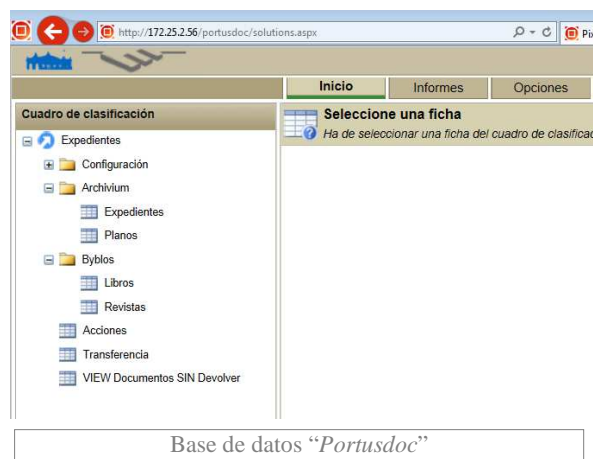 http://172.25.2.56/portusdoc/solutions.aspx
Inicio Informes Opciones
Cuadro de clasificación
Seleccione una ficha
Ha de seleccionar una ficha del cuadro de clasificac
Expedientes
Configuración
Archivium
Expedientes
Planos
Byblos
Libros
Revistas
Acciones
Transferencia
VIEW Documentos SIN Devolver
Base de datos “Portusdoc”